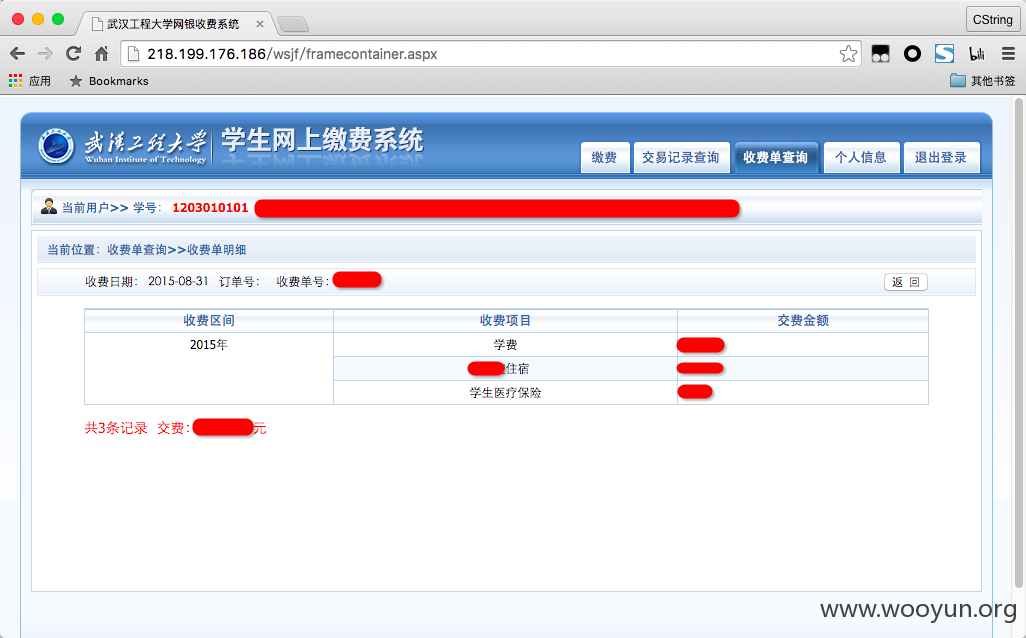 武汉工程大学网银收费系统
CString
218.199.176.186/wsjf/framecontainer.aspx
应用 Bookmarks 其他书签
武汉工程大学 学生网上缴费系统
Wuhan Institute of Technology
缴费 交易记录查询 收费单查询 个人信息 退出登录
当前用户>> 学号: 1203010101
当前位置: 收费单查询>>收费单明细
收费日期: 2015-08-31 订单号: 收费单号: 返 回
收费区间 收费项目 交费金额
2015年 学费
住宿
学生医疗保险
共3条记录 交费: 元
www.wooyun.org